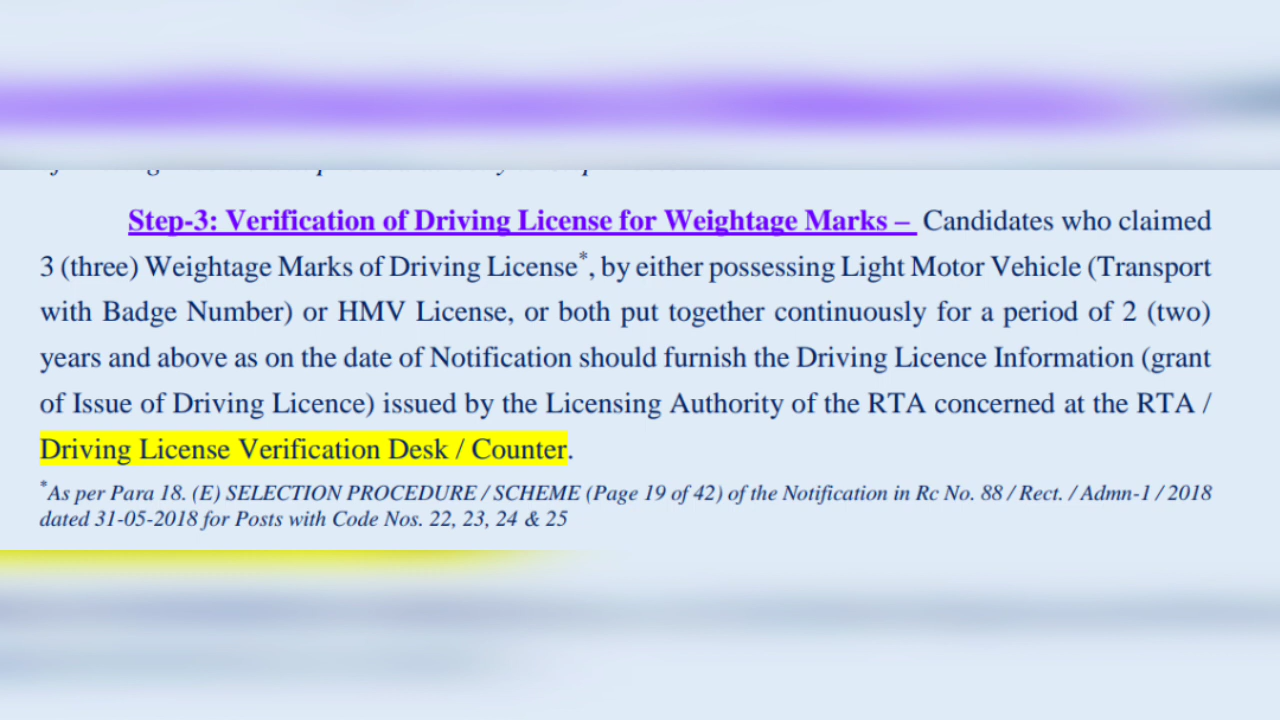 Step-3: Verification of Driving License for Weightage Marks – Candidates who claimed
3 (three) Weightage Marks of Driving License*, by either possessing Light Motor Vehicle (Transport
with Badge Number) or HMV License, or both put together continuously for a period of 2 (two)
years and above as on the date of Notification should furnish the Driving Licence Information (grant
of Issue of Driving Licence) issued by the Licensing Authority of the RTA concerned at the RTA /
Driving License Verification Desk / Counter.
*As per Para 18. (E) SELECTION PROCEDURE / SCHEME (Page 19 of 42) of the Notification in Rc No. 88 / Rect. / Admn-1 / 2018
dated 31-05-2018 for Posts with Code Nos. 22, 23, 24 & 25